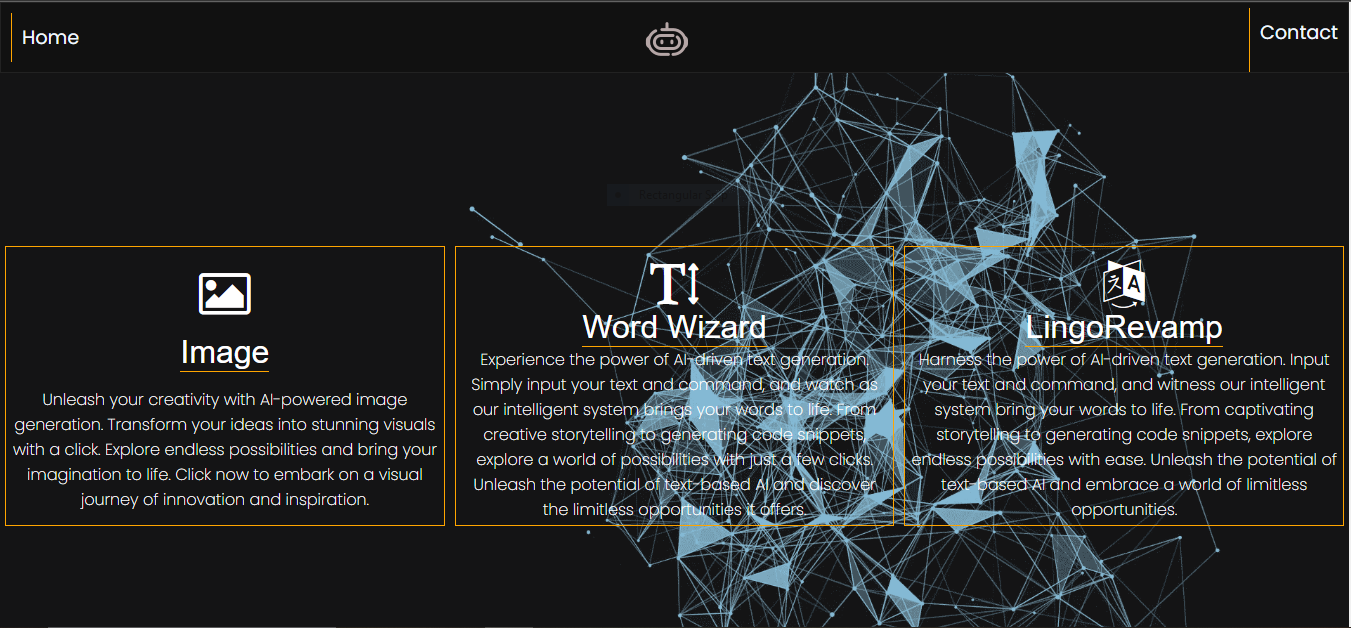 Home
Contact
Rectangular
Image
Unleash your creativity with AI-powered image
generation. Transform your ideas into stunning visuals
with a click. Explore endless possibilities and bring your
imagination to life. Click now to embark on a visual
journey of innovation and inspiration.
Word Wizard
Experience the power of AI-driven text generation.
Simply input your text and command, and watch as
our intelligent system brings your words to life. From
creative storytelling to generating code snippets,
explore a world of possibilities with just a few clicks.
Unleash the potential of text-based AI and discover
the limitless opportunities it offers.
LingoRevamp
Harness the power of AI-driven text generation. Input
your text and command, and witness our intelligent
system bring your words to life. From captivating
storytelling to generating code snippets, explore
endless possibilities with ease. Unleash the potential of
text-based AI and embrace a world of limitless
opportunities.